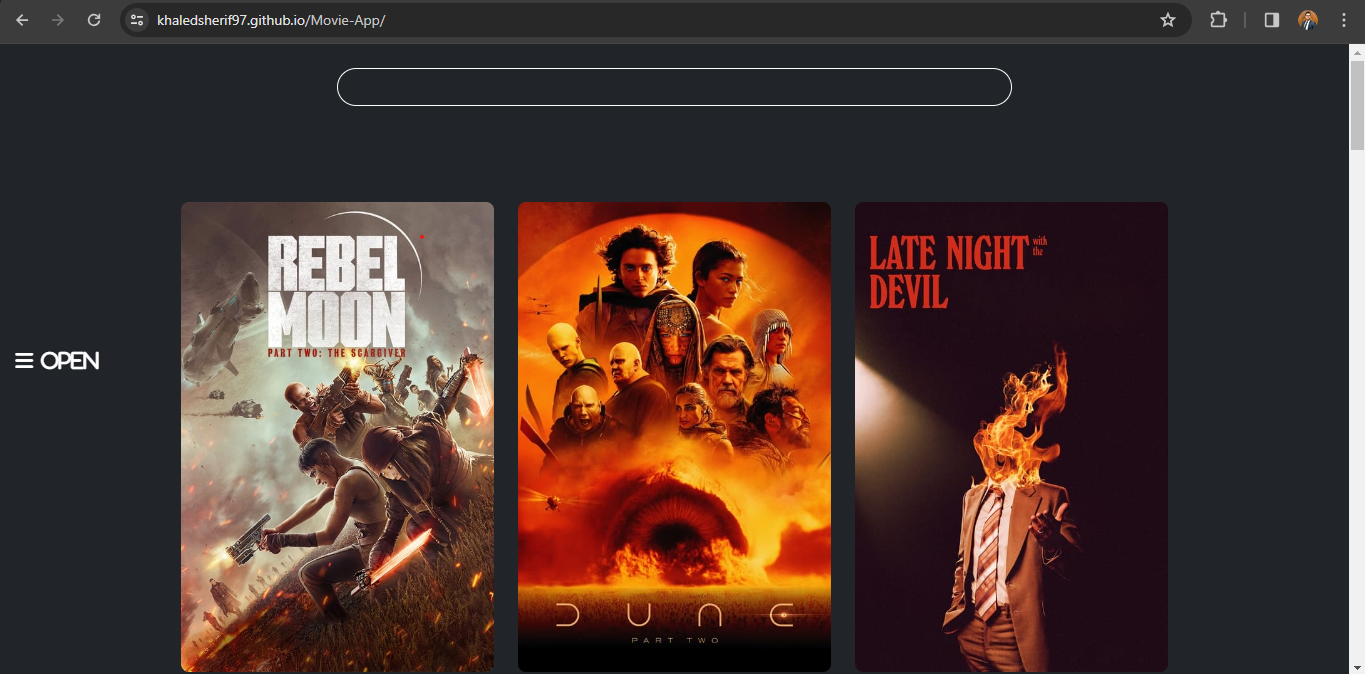 khaledsherif97.github.io/Movie-App/
OPEN
REBEL
MOON
PART TWO: THE SCARGIVER
DUNE
PART TWO
LATE NIGHT with the
DEVIL